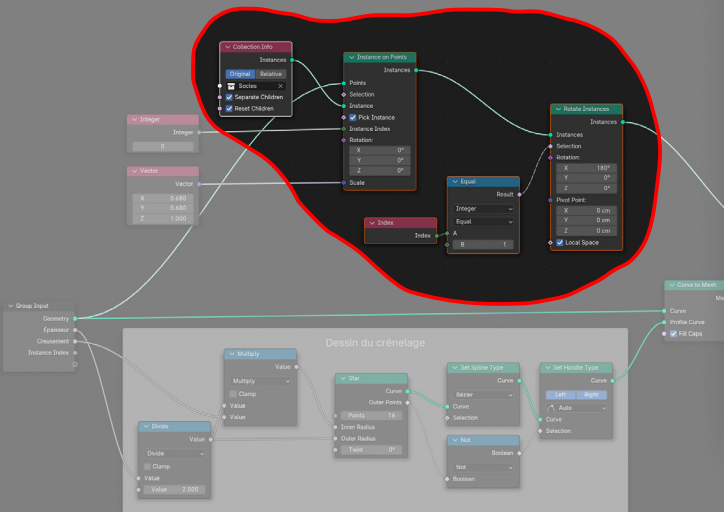 Collection Info
Instances
Original Relative
Socles
Separate Children
Reset Children
Instance on Points
Instances
Points
Selection
Instance
Pick Instance
Instance Index
Rotation:
X 0°
Y 0°
Z 0°
Scale
Integer
Integer
0
Vector
Vector
X 0.680
Y 0.680
Z 1.000
Rotate Instances
Instances
Instances
Selection
Rotation:
X 180°
Y 0°
Z 0°
Pivot Point:
X 0 cm
Y 0 cm
Z 0 cm
Local Space
Equal
Result
Integer
Equal
A
B 1
Index
Index
Group Input
Geometry
Épaisseur
Creusement
Instance Index
Curve to Mesh
Curve
Profile Curve
Fill Caps
Dessin du crénelage
Multiply
Value
Multiply
Clamp
Value
Value
Divide
Value
Divide
Clamp
Value
Value 2.000
Star
Curve
Outer Points
Points 16
Inner Radius
Outer Radius
Twist 0°
Set Spline Type
Curve
Bézier
Curve
Selection
Not
Boolean
Not
Boolean
Set Handle Type
Curve
Left Right
Auto
Curve
Selection